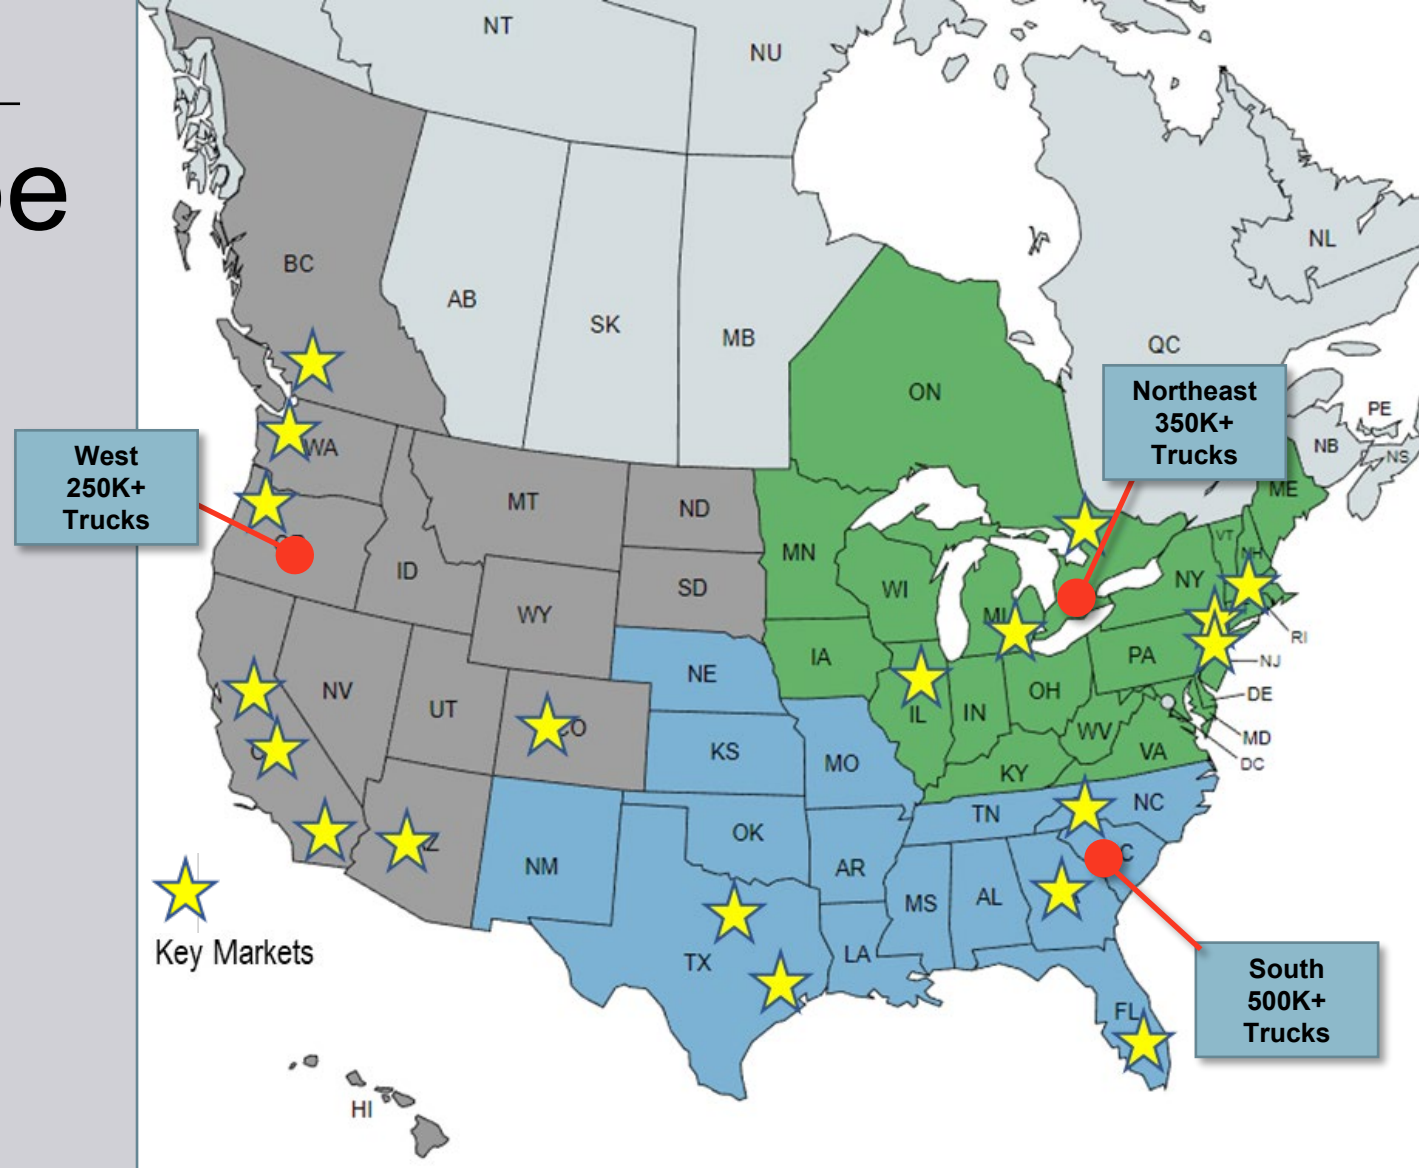 be
NT
NU
BC
AB
SK
MB
ON
QC
NL
PE
NB
NS
Northeast
350K+
Trucks
West
250K+
Trucks
WA
MT
ND
MN
WI
MI
NY
VT
NH
ME
ID
SD
WY
IA
NE
IL
IN
OH
PA
RI
NJ
DE
MD
DC
NV
UT
CO
KS
MO
WV
VA
KY
NC
TN
OK
AR
NM
MS
AL
TX
LA
FL
HI
Key Markets
South
500K+
Trucks